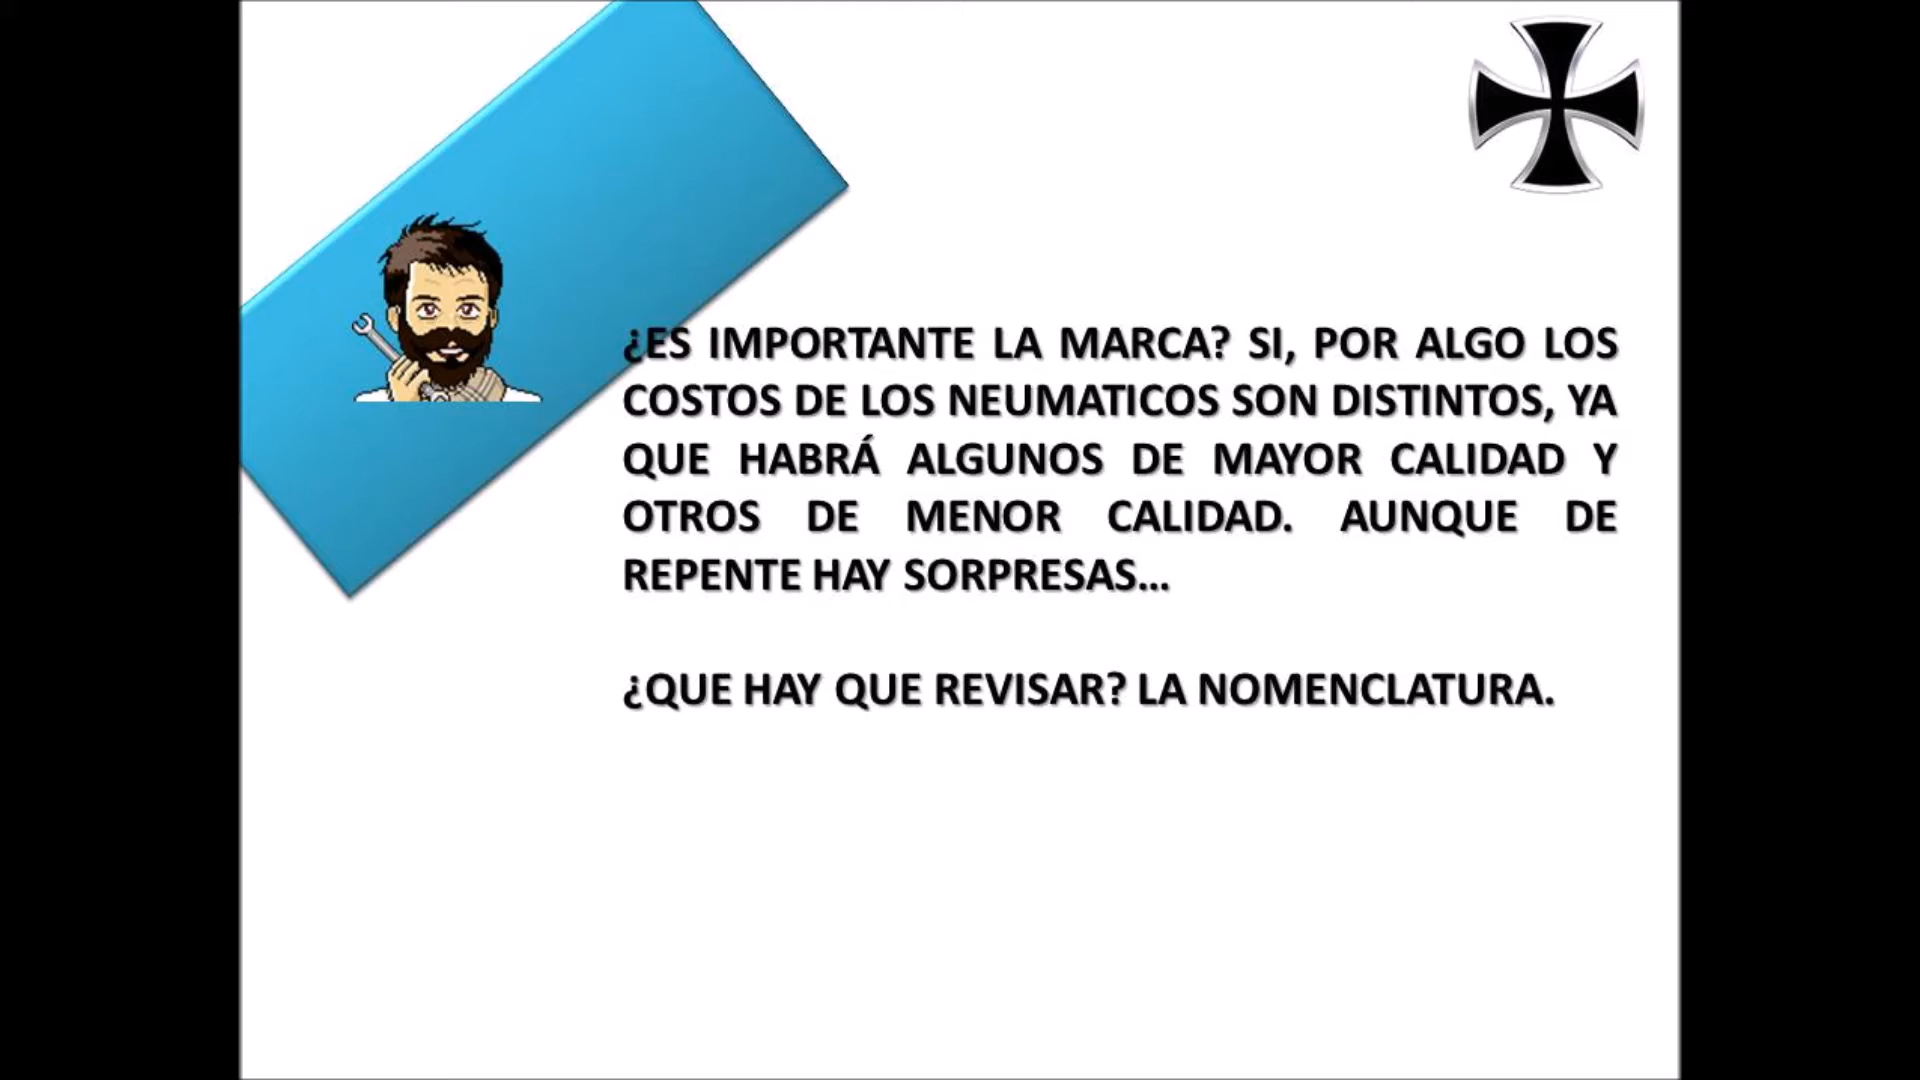 ¿ES IMPORTANTE LA MARCA? SI, POR ALGO LOS
COSTOS DE LOS NEUMATICOS SON DISTINTOS, YA
QUE HABRÁ ALGUNOS DE MAYOR CALIDAD Y
OTROS DE MENOR CALIDAD. AUNQUE DE
REPENTE HAY SORPRESAS...
¿QUE HAY QUE REVISAR? LA NOMENCLATURA.